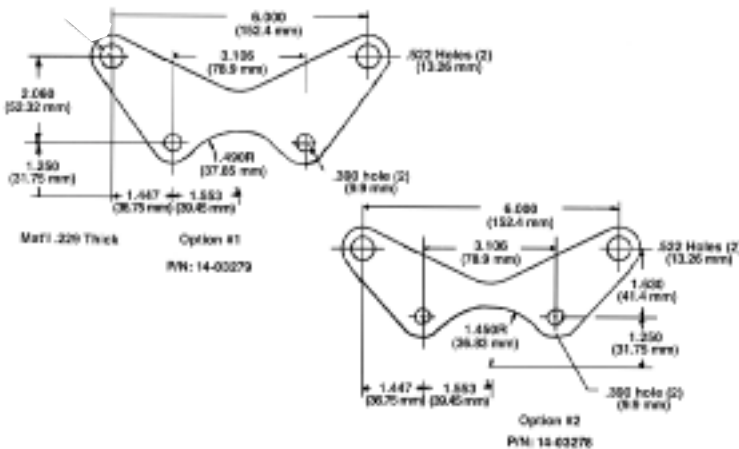 6.000
(152.4 mm)
3.106
(78.9 mm)
.522 Holes (2)
(13.26 mm)
2.060
(52.32 mm)
1.250
(31.75 mm)
1.490R
(37.85 mm)
.390 hole (2)
(9.9 mm)
1.447
(36.75 mm)
1.553
(39.45 mm)
Mat'l .229 Thick
Option #1
P/N: 14-03279
6.000
(152.4 mm)
3.106
(78.9 mm)
.522 Holes (2)
(13.26 mm)
1.630
(41.4 mm)
1.450R
(36.83 mm)
1.250
(31.75 mm)
1.447
(36.75 mm)
1.553
(39.45 mm)
.390 hole (2)
(9.9 mm)
Option #2
P/N: 14-03278